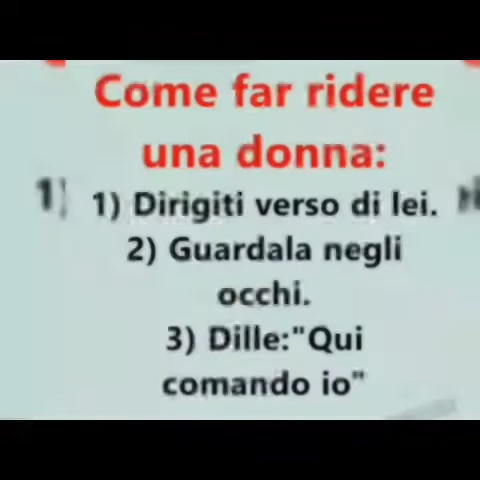 Come far ridere
una donna:
1) Dirigiti verso di lei.
2) Guardala negli
occhi.
3) Dille:"Qui
comando io"